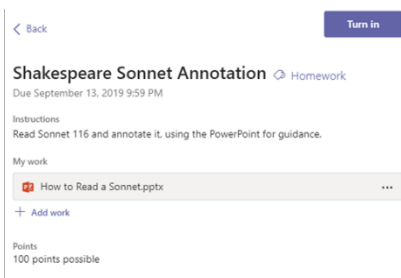 Back
Turn in
Shakespeare Sonnet Annotation Homework
Due September 13, 2019 9:59 PM
Instructions
Read Sonnet 116 and annotate it, using the PowerPoint for guidance.
My work
How to Read a Sonnet.pptx
Add work
Points
100 points possible